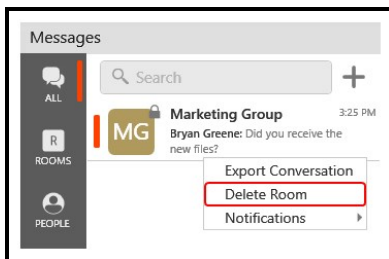 Messages
ALL
Search
Marketing Group
3:25 PM
MG
Bryan Greene: Did you receive the
new files?
R
ROOMS
Export Conversation
Delete Room
Notifications
PEOPLE